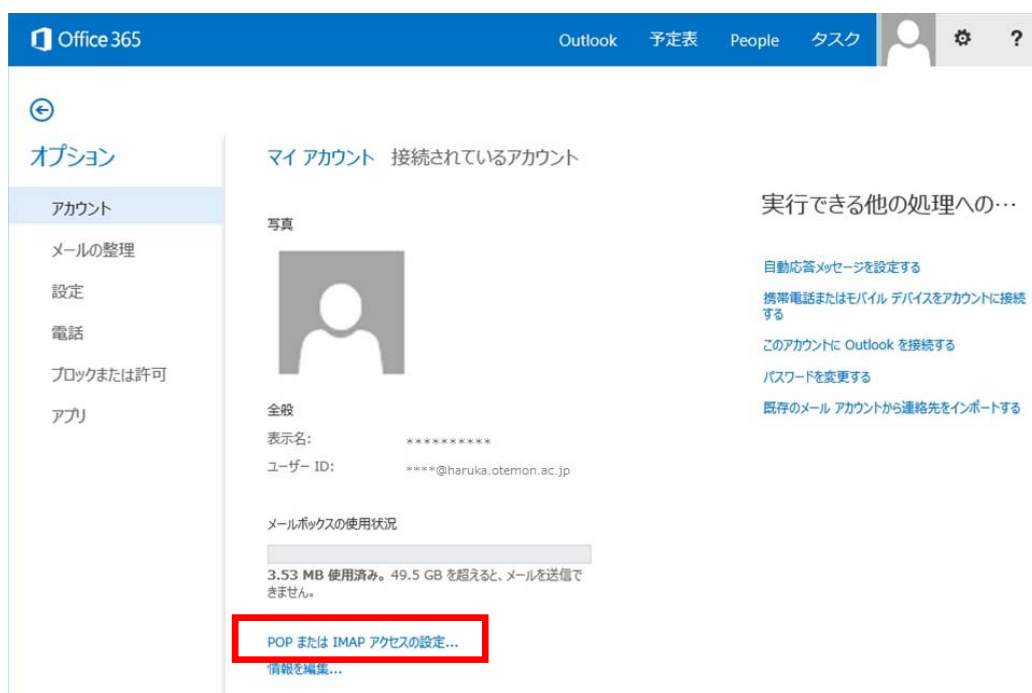 Office 365
Outlook 予定表 People タスク ?
オプション
アカウント
メールの整理
設定
電話
ブロックまたは許可
アプリ
マイ アカウント 接続されているアカウント
写真
全般
表示名: **********
ユーザー ID: ****@haruka.otemon.ac.jp
メールボックスの使用状況
3.53 MB 使用済み。49.5 GB を超えると、メールを送信で
きません。
POP または IMAP アクセスの設定...
情報を編集...
実行できる他の処理への…
自動応答メッセージを設定する
携帯電話またはモバイル デバイスをアカウントに接続
する
このアカウントに Outlook を接続する
パスワードを変更する
既存のメール アカウントから連絡先をインポートする